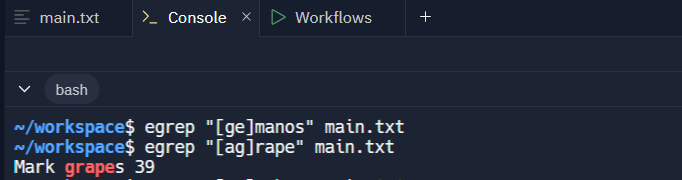 main.txt Console × Workflows +
bash
~/workspace$ egrep "[ge]manos" main.txt
~/workspace$ egrep "[ag]rape" main.txt
Mark grapes 39